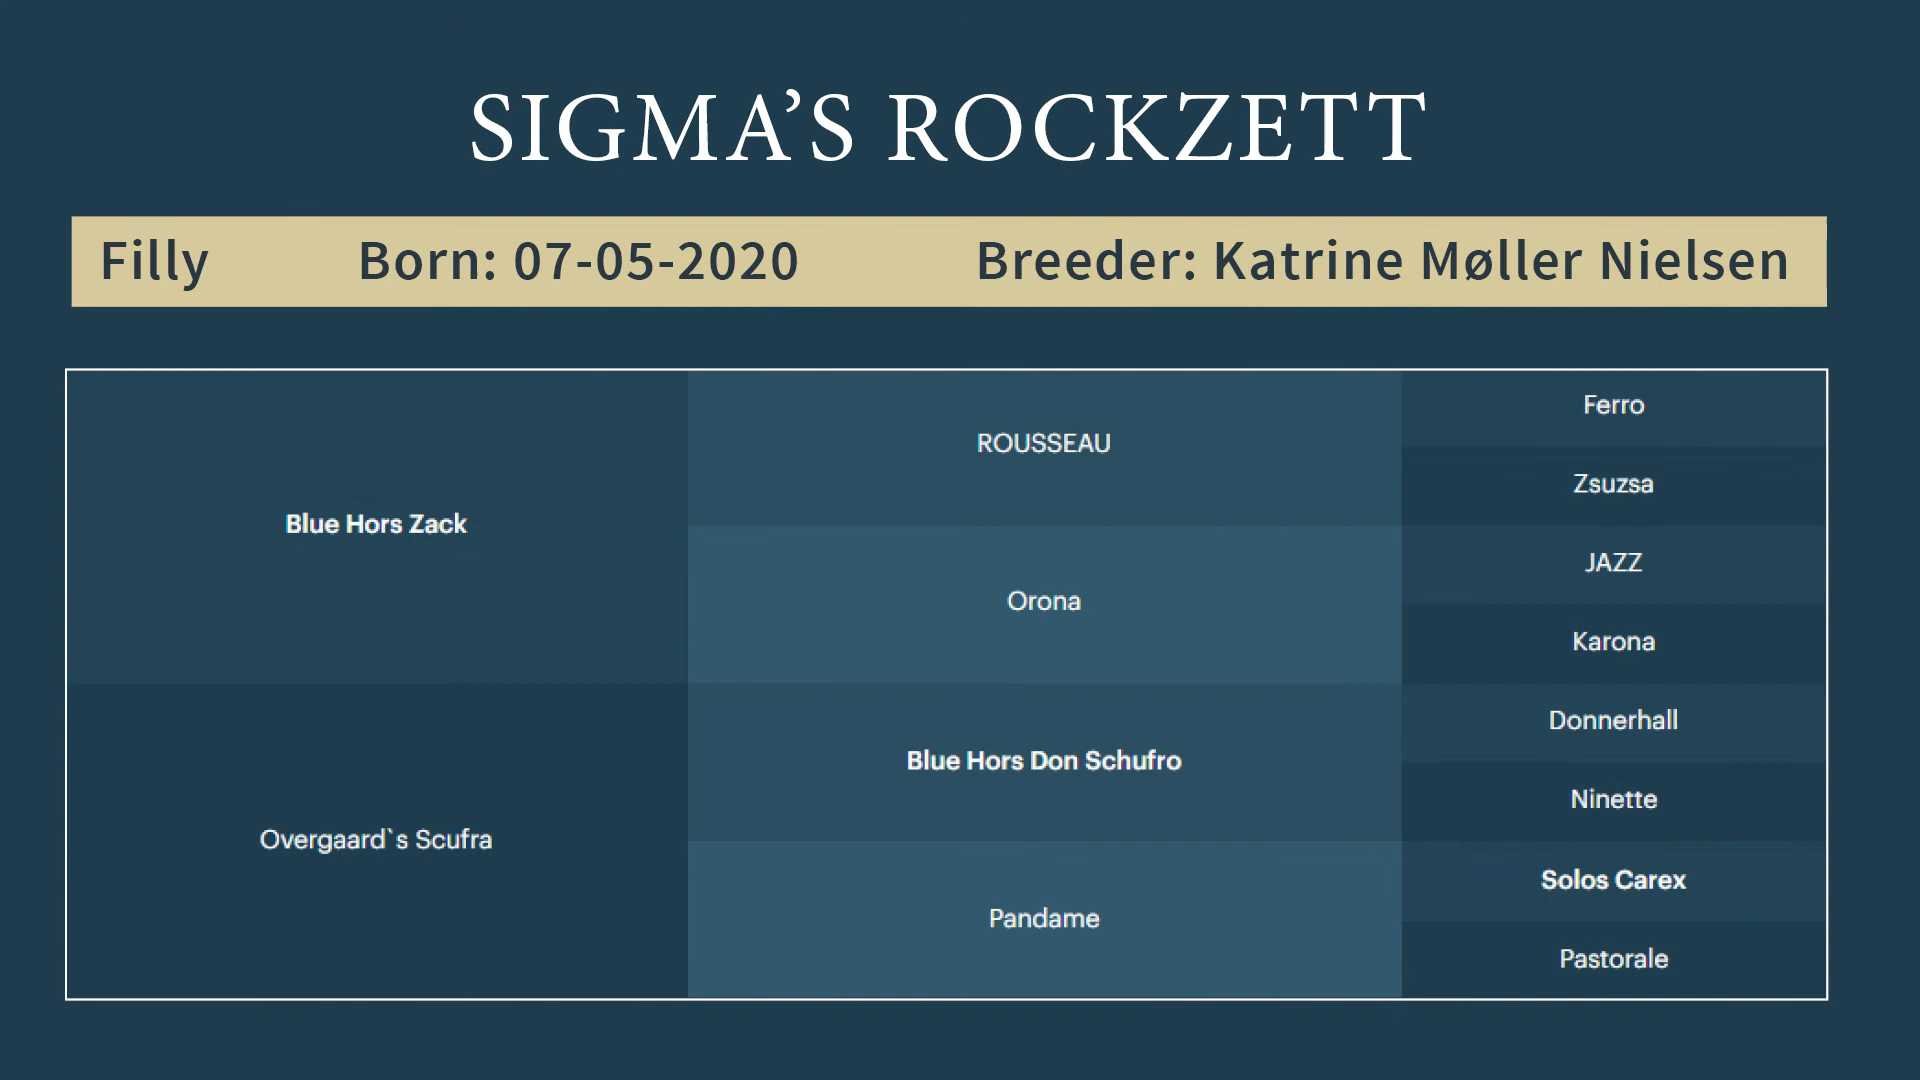 SIGMA’S ROCKZETT
Filly Born: 07-05-2020 Breeder: Katrine Møller Nielsen
Ferro
ROUSSEAU
Zsuzsa
Blue Hors Zack
JAZZ
Orona
Karona
Donnerhall
Blue Hors Don Schufro
Ninette
Overgaard`s Scufra
Solos Carex
Pandame
Pastorale